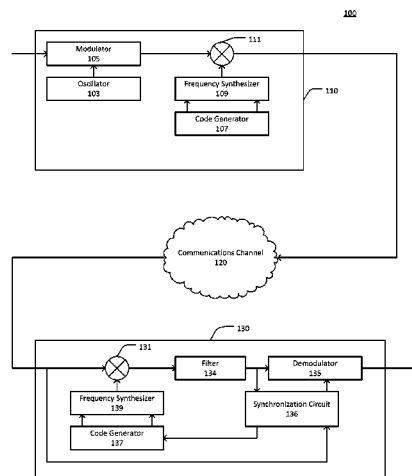 100
111
Modulator
105
Oscillator
103
Frequency Synthesizer
109
Code Generator
107
110
Communications Channel
120
130
131
Filter
134
Demodulator
135
Frequency Synthesizer
139
Synchronization Circuit
136
Code Generator
137